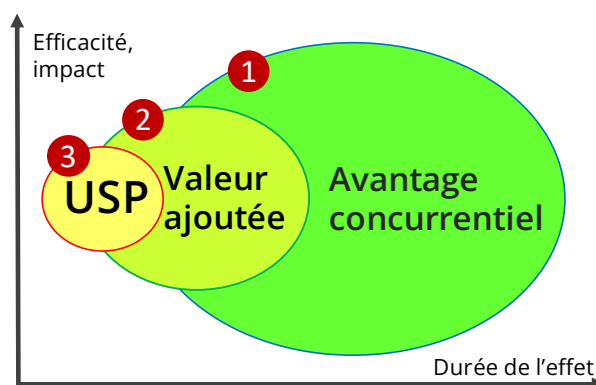 Efficacité,
impact
1
2
3
USP
Valeur
ajoutée
Avantage
concurrentiel
Durée de l’effet